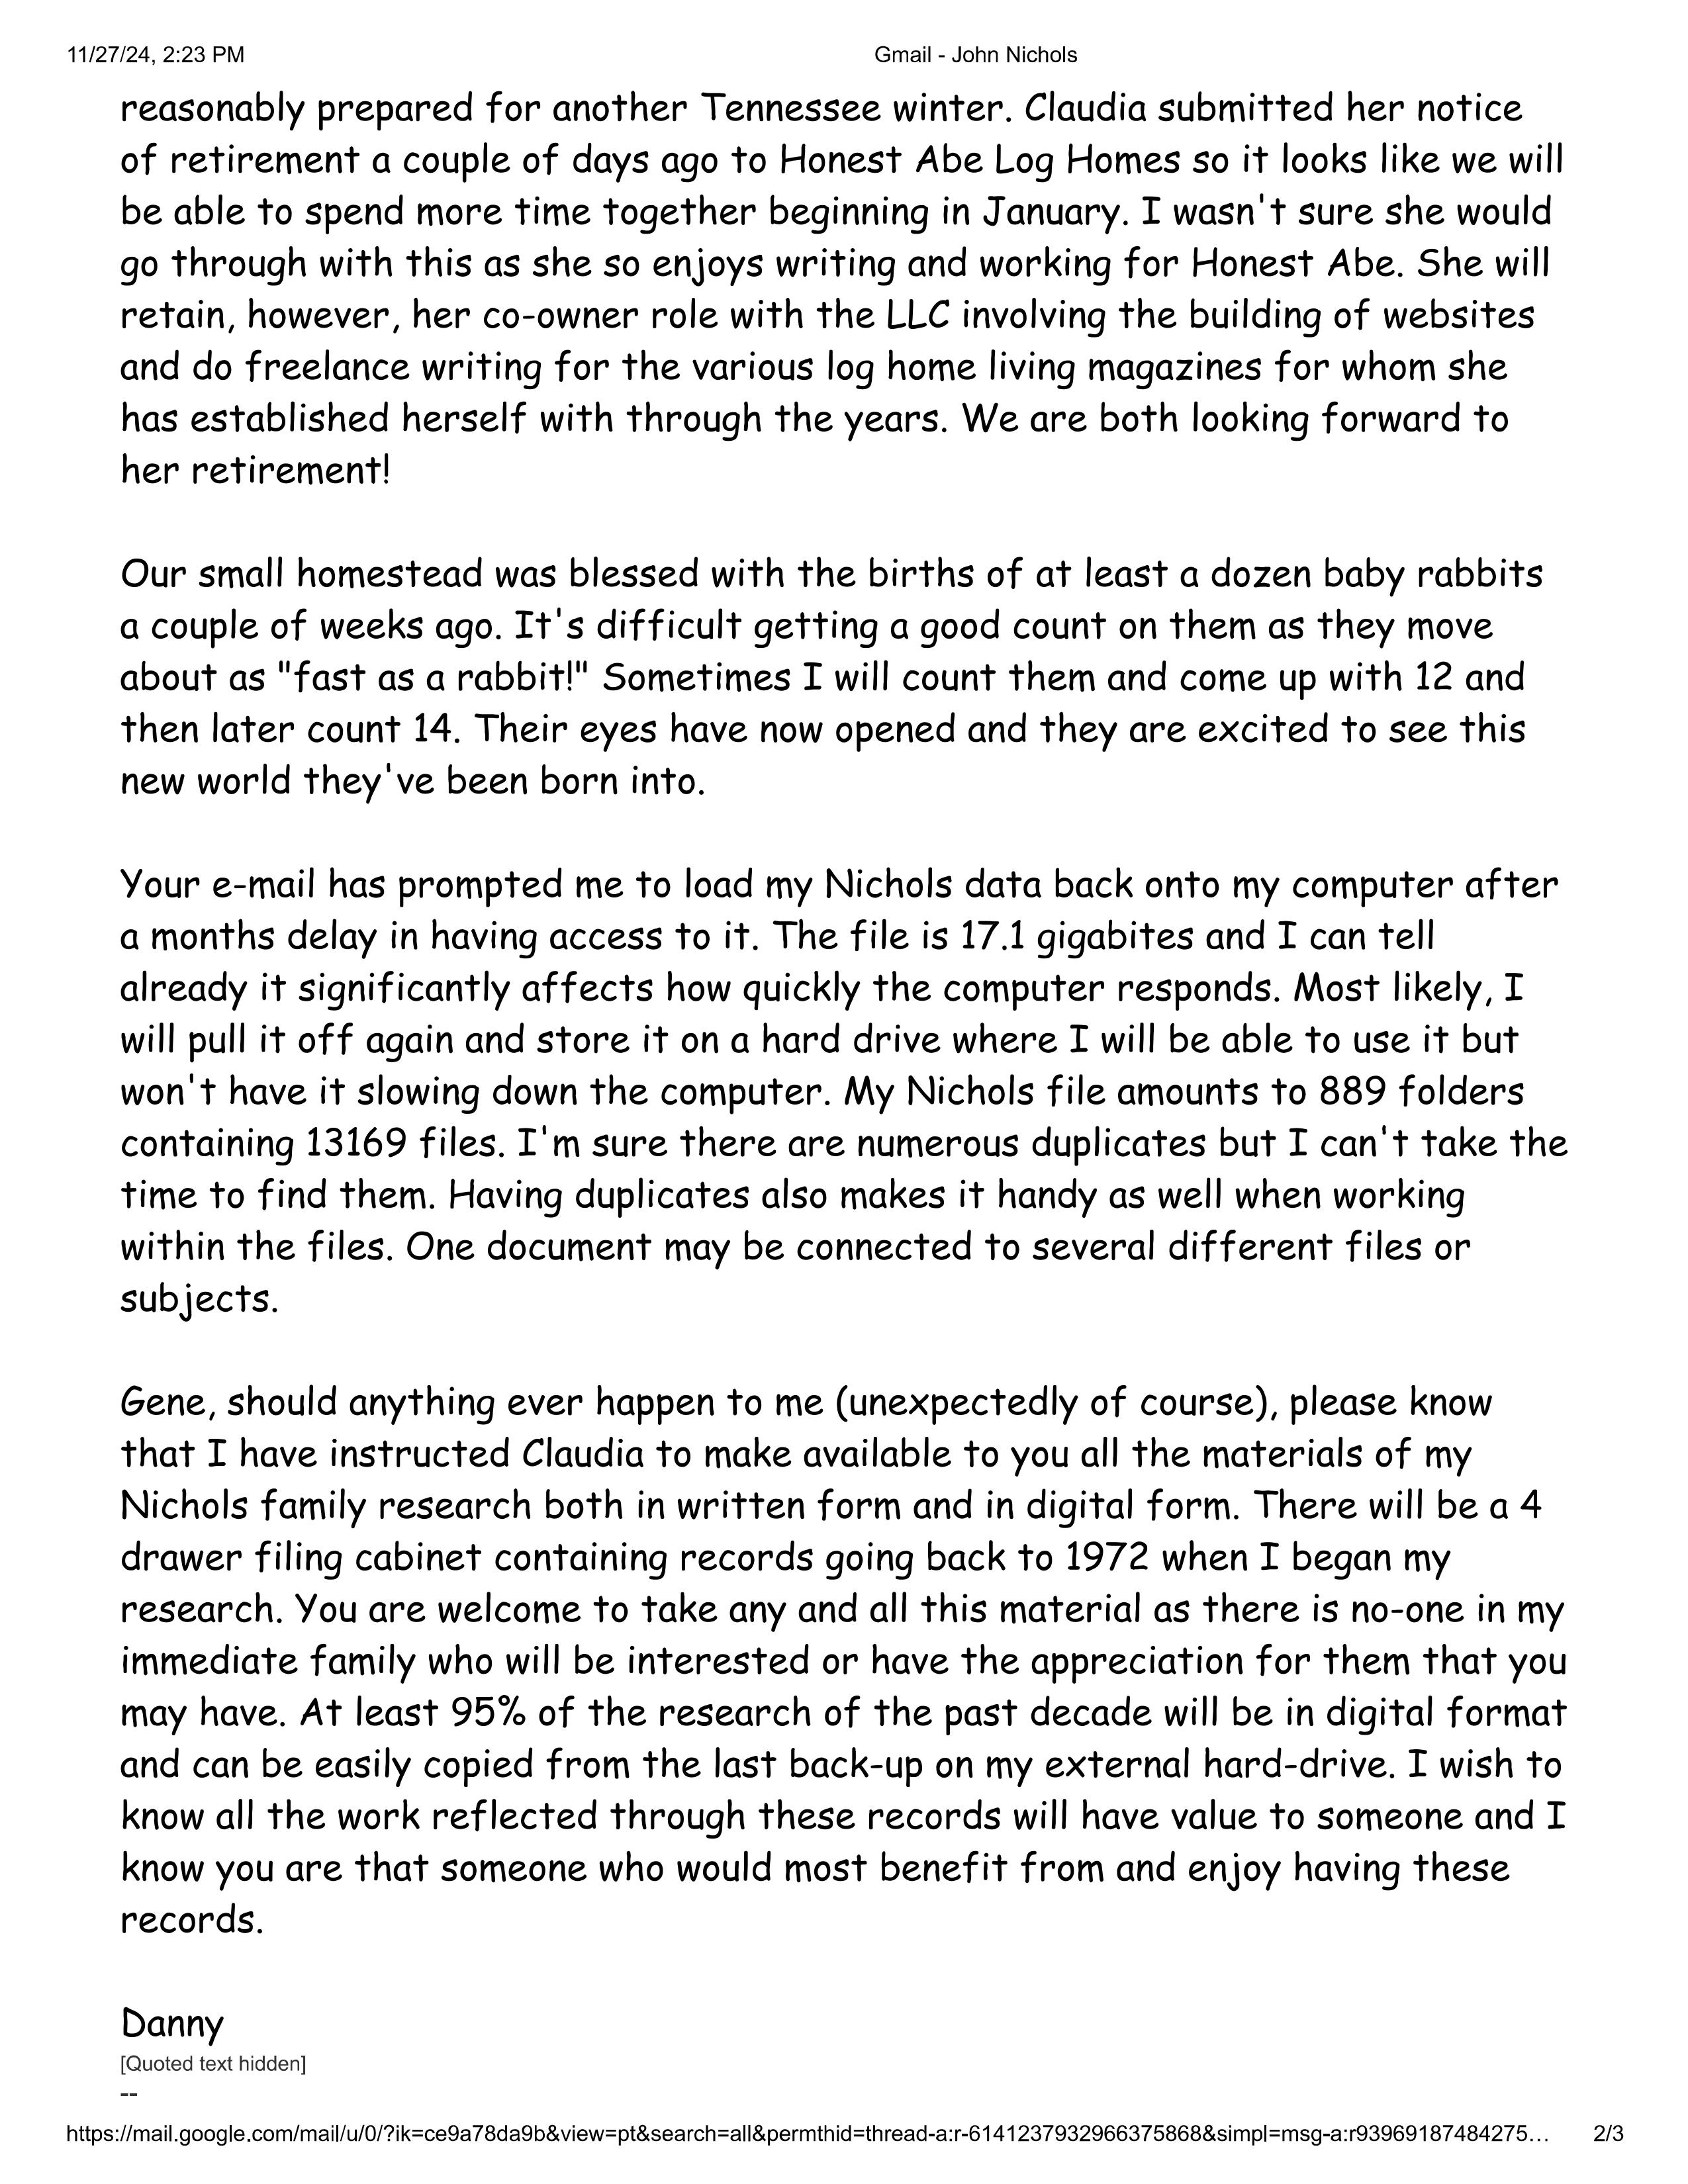 11/27/24, 2:23 PM Gmail - John Nichols
reasonably prepared for another Tennessee winter. Claudia submitted her notice
of retirement a couple of days ago to Honest Abe Log Homes so it looks like we will
be able to spend more time together beginning in January. I wasn't sure she would
go through with this as she so enjoys writing and working for Honest Abe. She will
retain, however, her co-owner role with the LLC involving the building of websites
and do freelance writing for the various log home living magazines for whom she
has established herself with through the years. We are both looking forward to
her retirement!
Our small homestead was blessed with the births of at least a dozen baby rabbits
a couple of weeks ago. It's difficult getting a good count on them as they move
about as "fast as a rabbit!" Sometimes I will count them and come up with 12 and
then later count 14. Their eyes have now opened and they are excited to see this
new world they've been born into.
Your e-mail has prompted me to load my Nichols data back onto my computer after
a months delay in having access to it. The file is 17.1 gigabites and I can tell
already it significantly affects how quickly the computer responds. Most likely, I
will pull it off again and store it on a hard drive where I will be able to use it but
won't have it slowing down the computer. My Nichols file amounts to 889 folders
containing 13169 files. I'm sure there are numerous duplicates but I can't take the
time to find them. Having duplicates also makes it handy as well when working
within the files. One document may be connected to several different files or
subjects.
Gene, should anything ever happen to me (unexpectedly of course), please know
that I have instructed Claudia to make available to you all the materials of my
Nichols family research both in written form and in digital form. There will be a 4
drawer filing cabinet containing records going back to 1972 when I began my
research. You are welcome to take any and all this material as there is no-one in my
immediate family who will be interested or have the appreciation for them that you
may have. At least 95% of the research of the past decade will be in digital format
and can be easily copied from the last back-up on my external hard-drive. I wish to
know all the work reflected through these records will have value to someone and I
know you are that someone who would most benefit from and enjoy having these
records.
Danny
[Quoted text hidden]
--
https://mail.google.com/mail/u/0/?ik=ce9a78da9b&view=pt&search=all&permthid=thread-a:r-6141237932966375868&simpl=msg-a:r93969187484275… 2/3